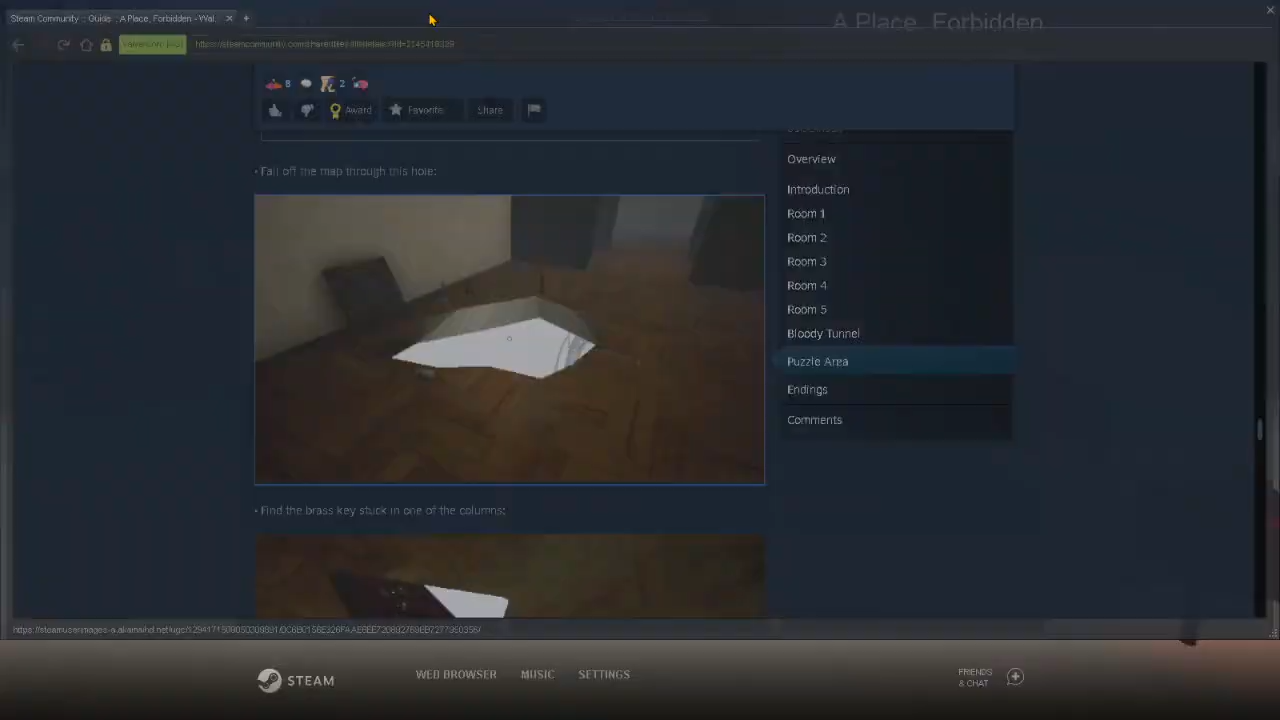 Steam Community :: Guide :: A Place, Forbidden - Wal
A Place, Forbidden
8
2
Award
Favorite
Share
Overview
• Fall off the map through this hole:
Introduction
Room 1
Room 2
Room 3
Room 4
Room 5
Bloody Tunnel
Puzzle Area
Endings
Comments
• Find the brass key stuck in one of the columns:
STEAM
WEB BROWSER
MUSIC
SETTINGS
FRIENDS
& CHAT